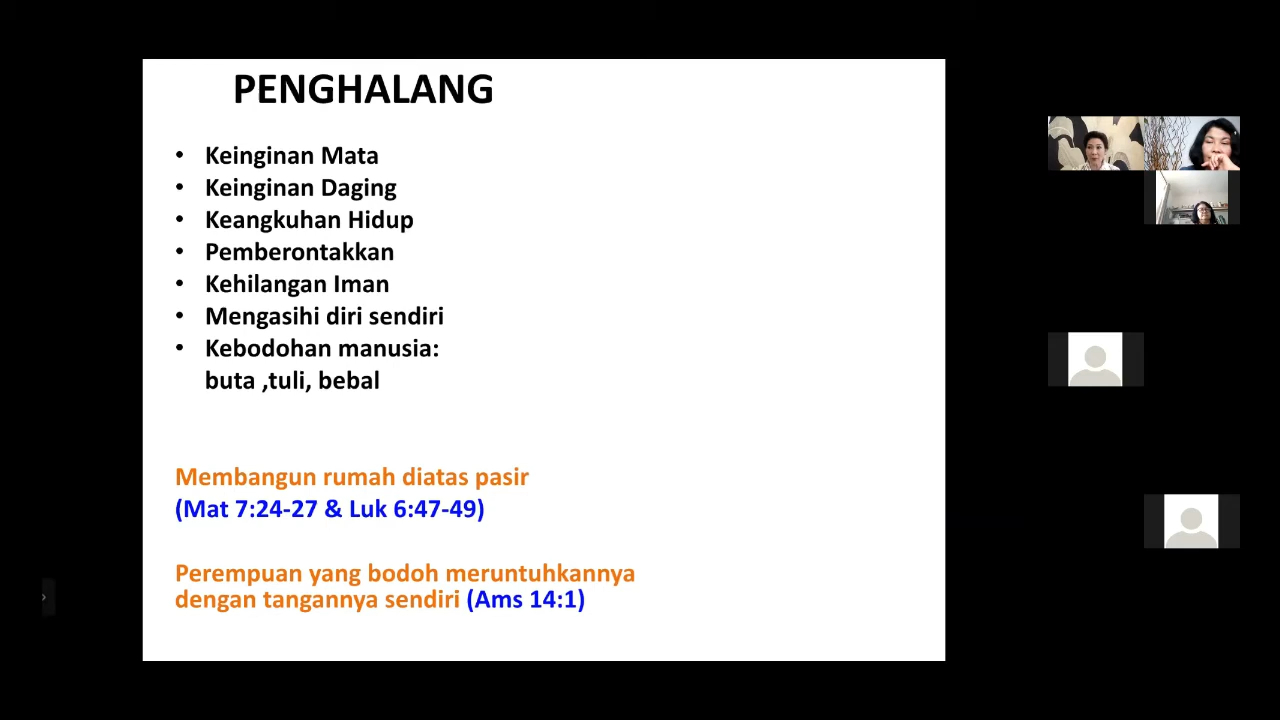 PENGHALANG
• Keinginan Mata
• Keinginan Daging
• Keangkuhan Hidup
• Pemberontakkan
• Kehilangan Iman
• Mengasihi diri sendiri
• Kebodohan manusia:
buta ,tuli, bebal
Membangun rumah diatas pasir
(Mat 7:24-27 & Luk 6:47-49)
Perempuan yang bodoh meruntuhkannya
dengan tangannya sendiri (Ams 14:1)